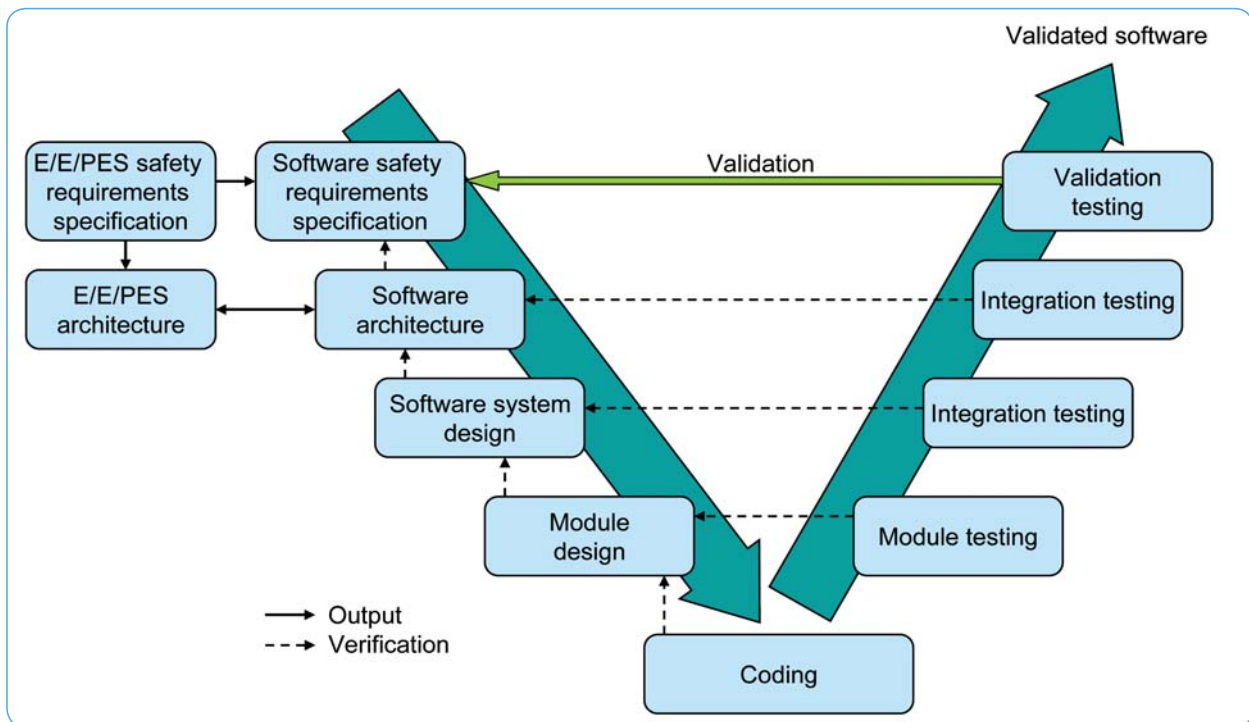 Validated software
E/E/PES safety
requirements
specification
Software safety
requirements
specification
Validation
Validation
testing
E/E/PES
architecture
Software
architecture
Integration testing
Software system
design
Integration testing
Module
design
Module testing
Output
Verification
Coding